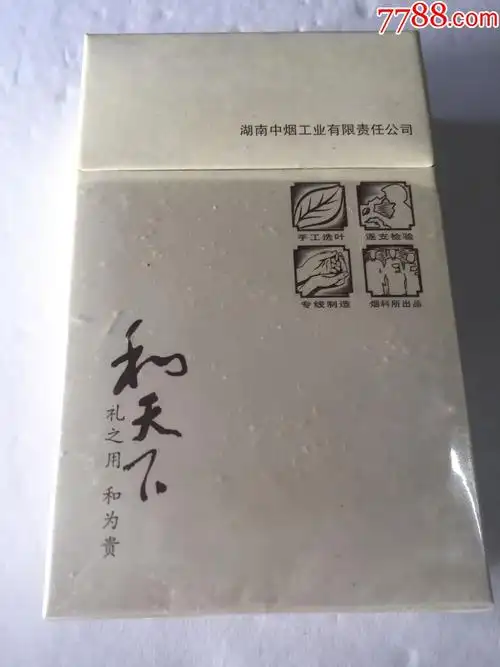 7788.com
湖南中烟工业有限责任公司
手工选叶
逐支检验
专线制造
烟科所出品
和天下
礼之用 和为贵